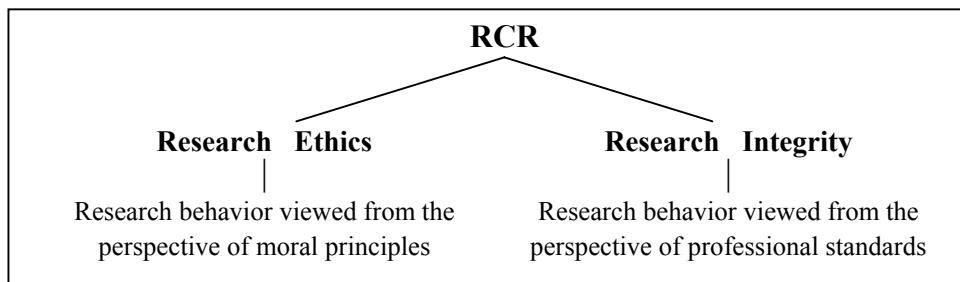 RCR
Research Ethics
Research Integrity
Research behavior viewed from the
perspective of moral principles
Research behavior viewed from the
perspective of professional standards